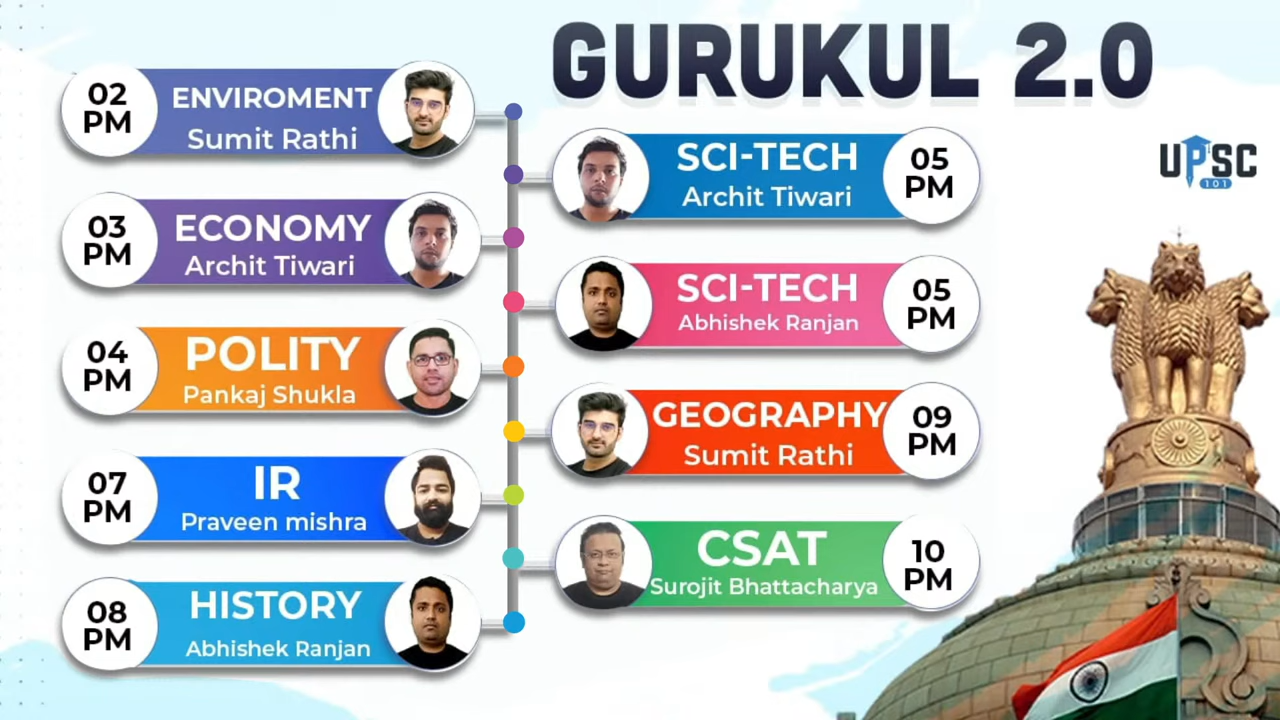 GURUKUL 2.0
UPSC
101
02
PM
ENVIROMENT
Sumit Rathi
03
PM
ECONOMY
Archit Tiwari
04
PM
POLITY
Pankaj Shukla
07
PM
IR
Praveen mishra
08
PM
HISTORY
Abhishek Ranjan
SCI-TECH
Archit Tiwari
05
PM
SCI-TECH
Abhishek Ranjan
05
PM
GEOGRAPHY
Sumit Rathi
09
PM
CSAT
Surojit Bhattacharya
10
PM